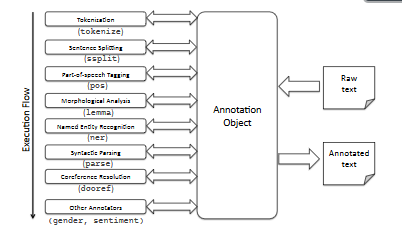 Tokenization
(tokenize)
Sentence Splitting
(ssplit)
Part-of-speech Tagging
(pos)
Morphological Analysis
(lemma)
Named Entity Recognition
(ner)
Syntactic Parsing
(parse)
Coreference Resolution
(dcoref)
Other Annotators
(gender, sentiment)
Execution Flow
Annotation
Object
Raw
text
Annotated
text